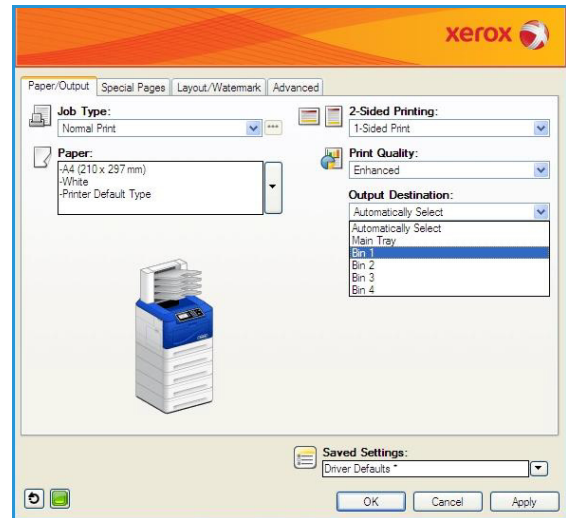 xerox
Paper/Output Special Pages Layout/Watermark Advanced
Job Type:
Normal Print
Paper:
-A4 (210 x 297 mm)
-White
-Printer Default Type
2-Sided Printing:
1-Sided Print
Print Quality:
Enhanced
Output Destination:
Automatically Select
Automatically Select
Main Tray
Bin 1
Bin 2
Bin 3
Bin 4
Saved Settings:
Driver Defaults *
OK Cancel Apply